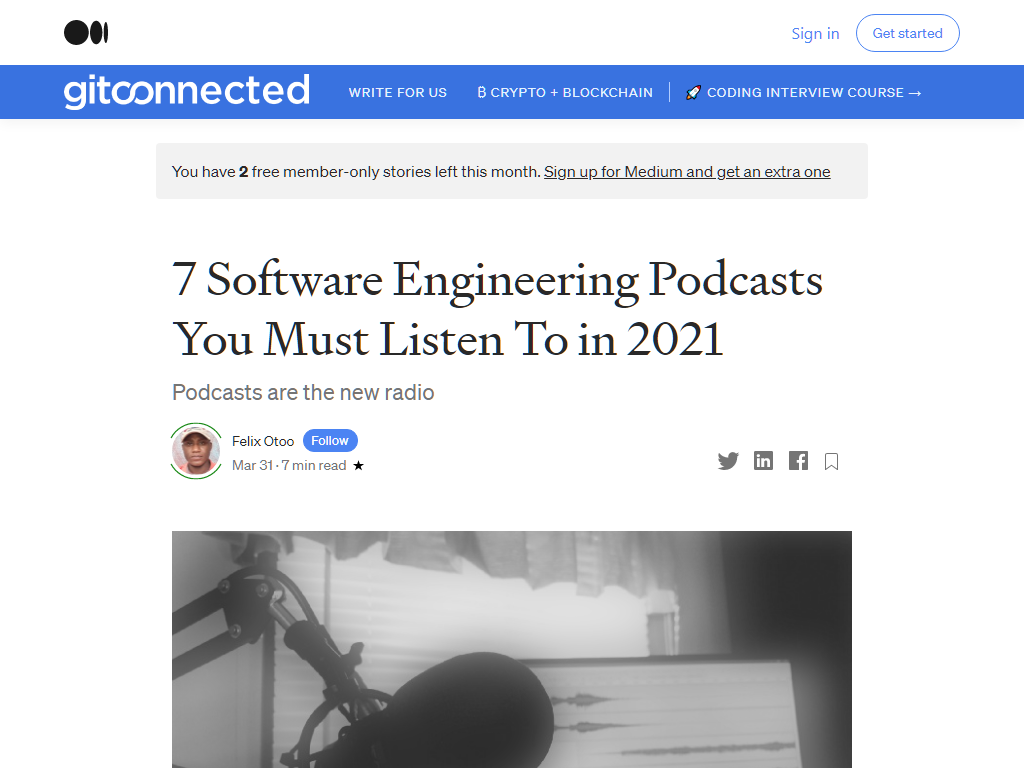 Sign in
Get started
gitconnected
WRITE FOR US
₿ CRYPTO + BLOCKCHAIN
🚀 CODING INTERVIEW COURSE →
You have 2 free member-only stories left this month. Sign up for Medium and get an extra one
7 Software Engineering Podcasts
You Must Listen To in 2021
Podcasts are the new radio
Felix Otoo
Follow
Mar 31 · 7 min read ★